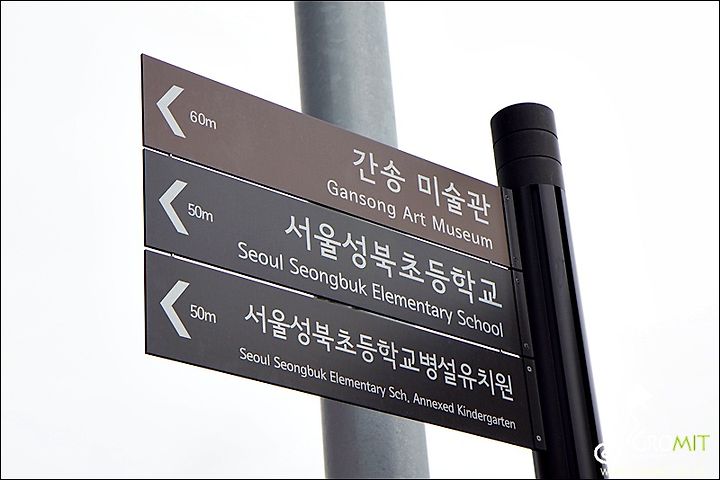 60m
간송 미술관
Gansong Art Museum
50m
서울성북초등학교
Seoul Seongbuk Elementary School
50m
서울성북초등학교병설유치원
Seoul Seongbuk Elementary Sch. Annexed Kindergarten
GROMIT